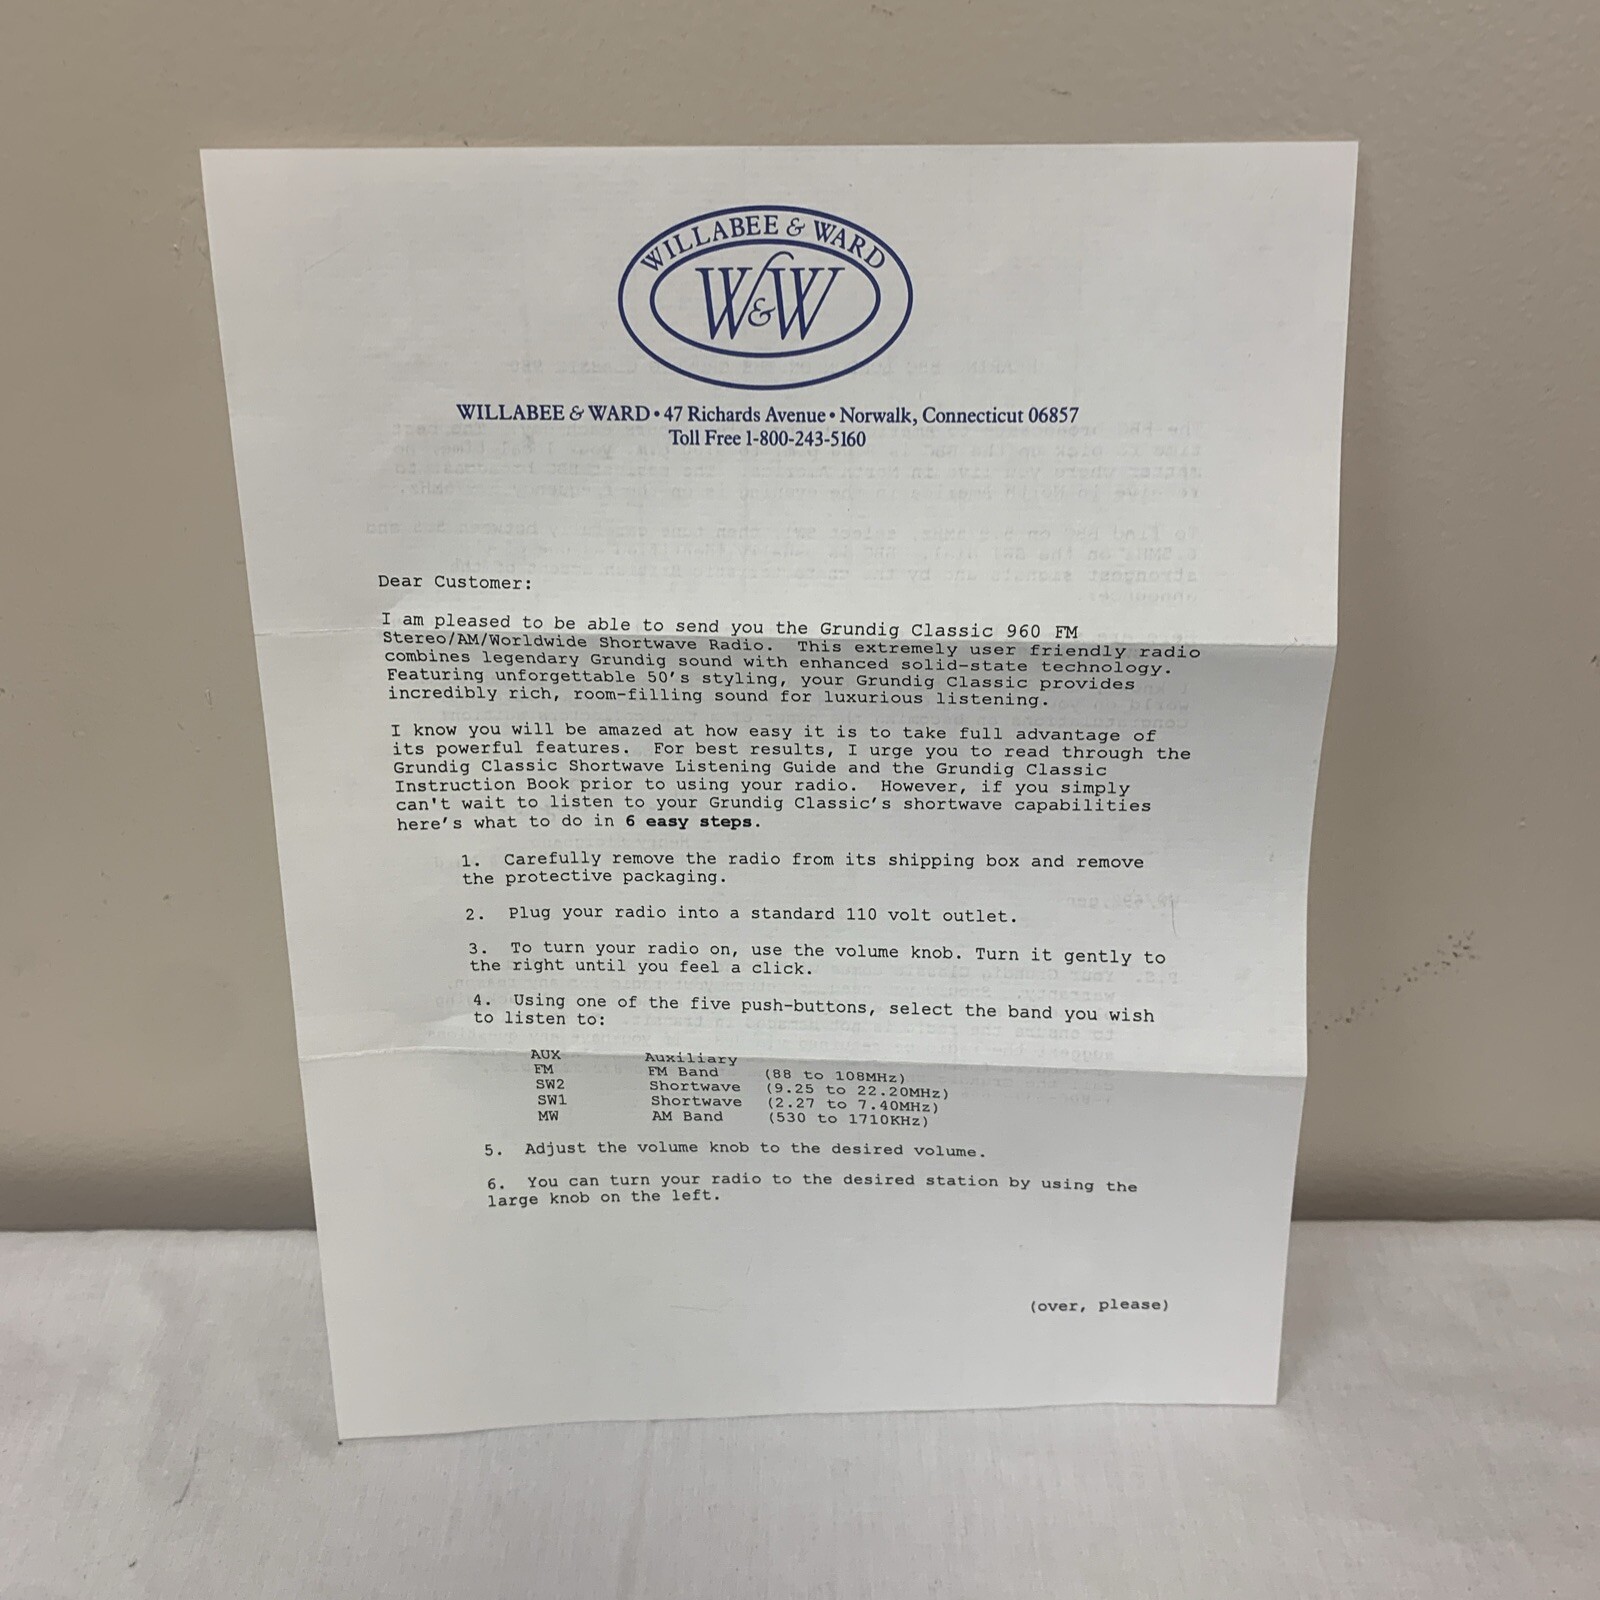 WILLABEE & WARD
W&W
WILLABEE & WARD • 47 Richards Avenue • Norwalk, Connecticut 06857
Toll Free 1-800-243-5160
Dear Customer:
I am pleased to be able to send you the Grundig Classic 960 FM
Stereo/AM/Worldwide Shortwave Radio. This extremely user friendly radio
combines legendary Grundig sound with enhanced solid-state technology.
Featuring unforgettable 50's styling, your Grundig Classic provides
incredibly rich, room-filling sound for luxurious listening.
I know you will be amazed at how easy it is to take full advantage of
its powerful features. For best results, I urge you to read through the
Grundig Classic Shortwave Listening Guide and the Grundig Classic
Instruction Book prior to using your radio. However, if you simply
can't wait to listen to your Grundig Classic's shortwave capabilities
here's what to do in 6 easy steps.
1. Carefully remove the radio from its shipping box and remove
the protective packaging.
2. Plug your radio into a standard 110 volt outlet.
3. To turn your radio on, use the volume knob. Turn it gently to
the right until you feel a click.
4. Using one of the five push-buttons, select the band you wish
to listen to:
AUX Auxiliary
FM FM Band (88 to 108MHz)
SW2 Shortwave (9.25 to 22.20MHz)
SW1 Shortwave (2.27 to 7.40MHz)
MW AM Band (530 to 1710KHz)
5. Adjust the volume knob to the desired volume.
6. You can turn your radio to the desired station by using the
large knob on the left.
(over, please)